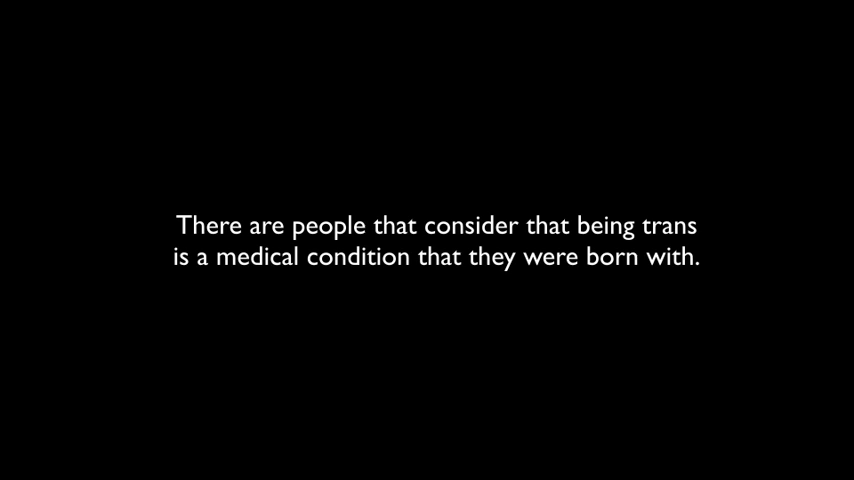 There are people that consider that being trans
is a medical condition that they were born with.